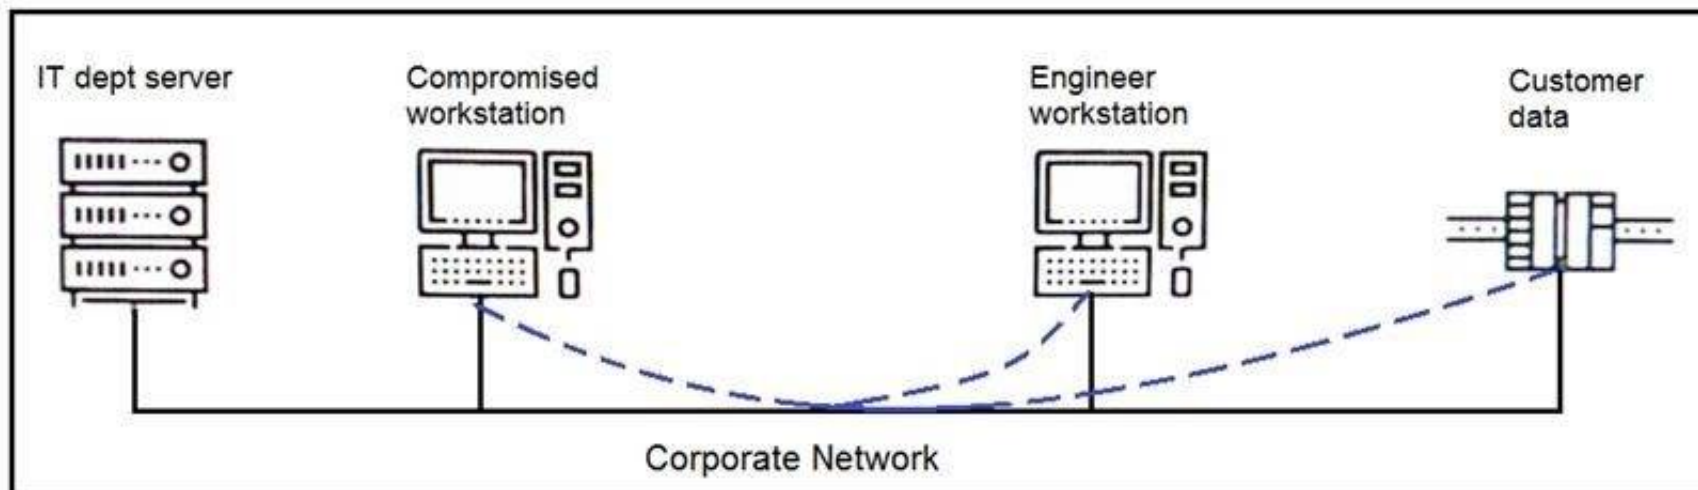 IT dept server
Compromised
workstation
Engineer
workstation
Customer
data
Corporate Network